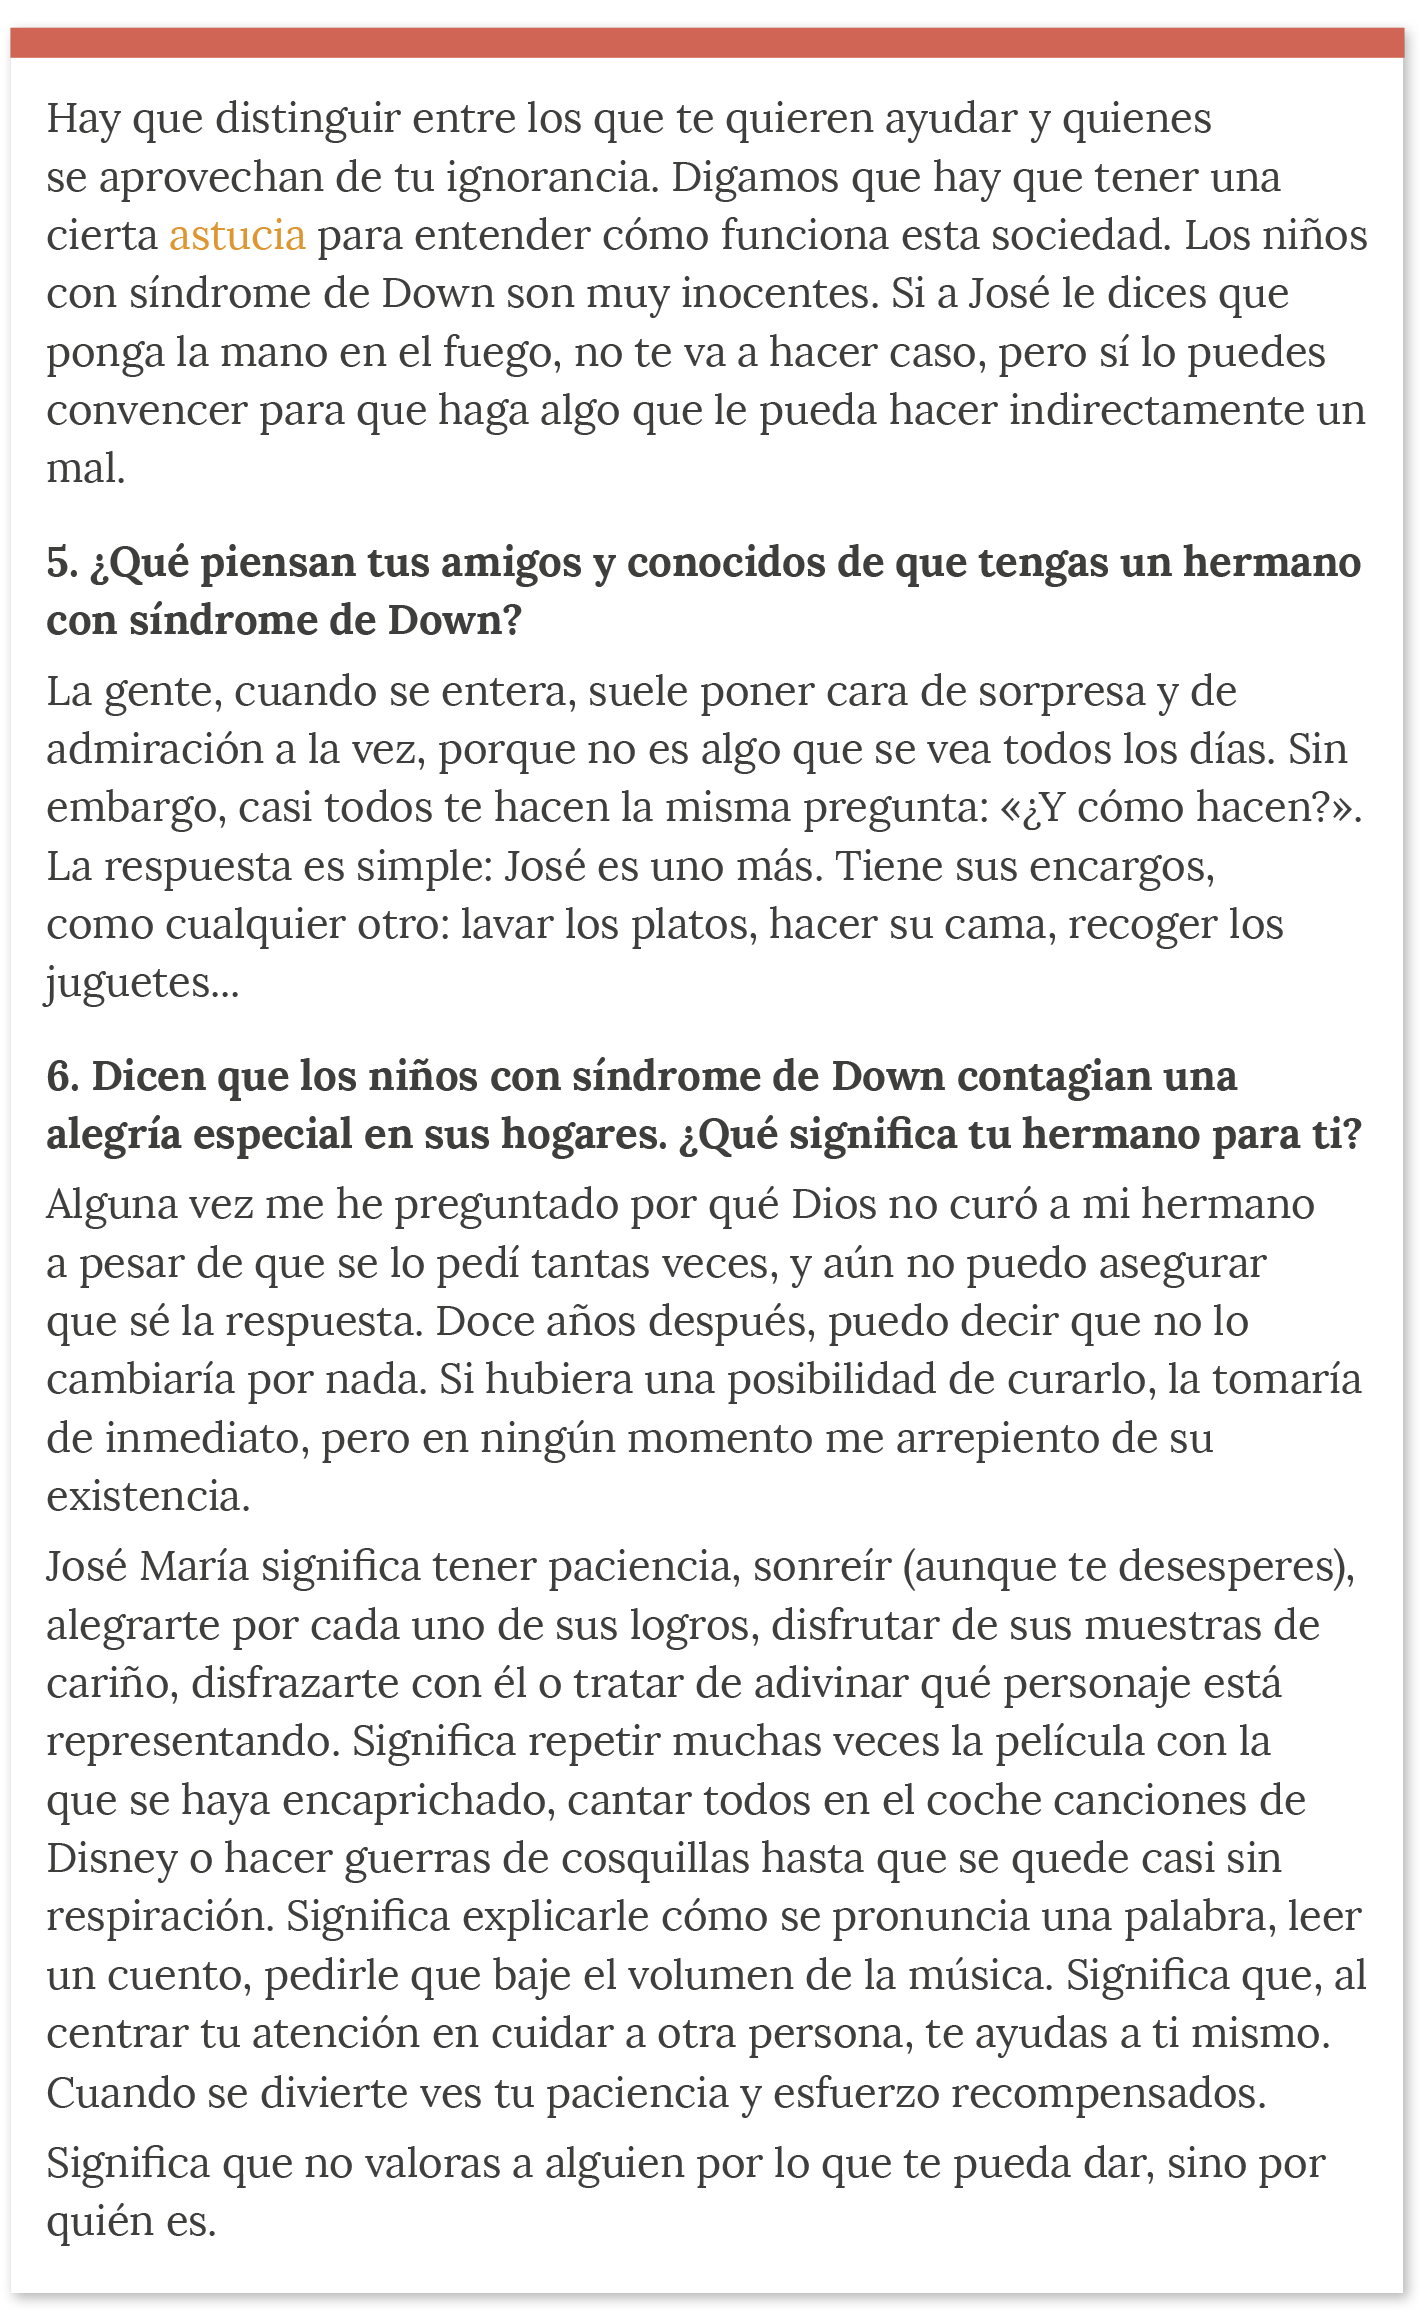 Hay que distinguir entre los que te quieren ayudar y quienes
se aprovechan de tu ignorancia. Digamos que hay que tener una
cierta astucia para entender cómo funciona esta sociedad. Los niños
con síndrome de Down son muy inocentes. Si a José le dices que
ponga la mano en el fuego, no te va a hacer caso, pero sí lo puedes
convencer para que haga algo que le pueda hacer indirectamente un
mal.
5. ¿Qué piensan tus amigos y conocidos de que tengas un hermano
con síndrome de Down?
La gente, cuando se entera, suele poner cara de sorpresa y de
admiración a la vez, porque no es algo que se vea todos los días. Sin
embargo, casi todos te hacen la misma pregunta: «¿Y cómo hacen?».
La respuesta es simple: José es uno más. Tiene sus encargos,
como cualquier otro: lavar los platos, hacer su cama, recoger los
juguetes...
6. Dicen que los niños con síndrome de Down contagian una
alegría especial en sus hogares. ¿Qué significa tu hermano para ti?
Alguna vez me he preguntado por qué Dios no curó a mi hermano
a pesar de que se lo pedí tantas veces, y aún no puedo asegurar
que sé la respuesta. Doce años después, puedo decir que no lo
cambiaría por nada. Si hubiera una posibilidad de curarlo, la tomaría
de inmediato, pero en ningún momento me arrepiento de su
existencia.
José María significa tener paciencia, sonreír (aunque te desesperes),
alegrarte por cada uno de sus logros, disfrutar de sus muestras de
cariño, disfrazarte con él o tratar de adivinar qué personaje está
representando. Significa repetir muchas veces la película con la
que se haya encaprichado, cantar todos en el coche canciones de
Disney o hacer guerras de cosquillas hasta que se quede casi sin
respiración. Significa explicarle cómo se pronuncia una palabra, leer
un cuento, pedirle que baje el volumen de la música. Significa que, al
centrar tu atención en cuidar a otra persona, te ayudas a ti mismo.
Cuando se divierte ves tu paciencia y esfuerzo recompensados.
Significa que no valoras a alguien por lo que te pueda dar, sino por
quién es.